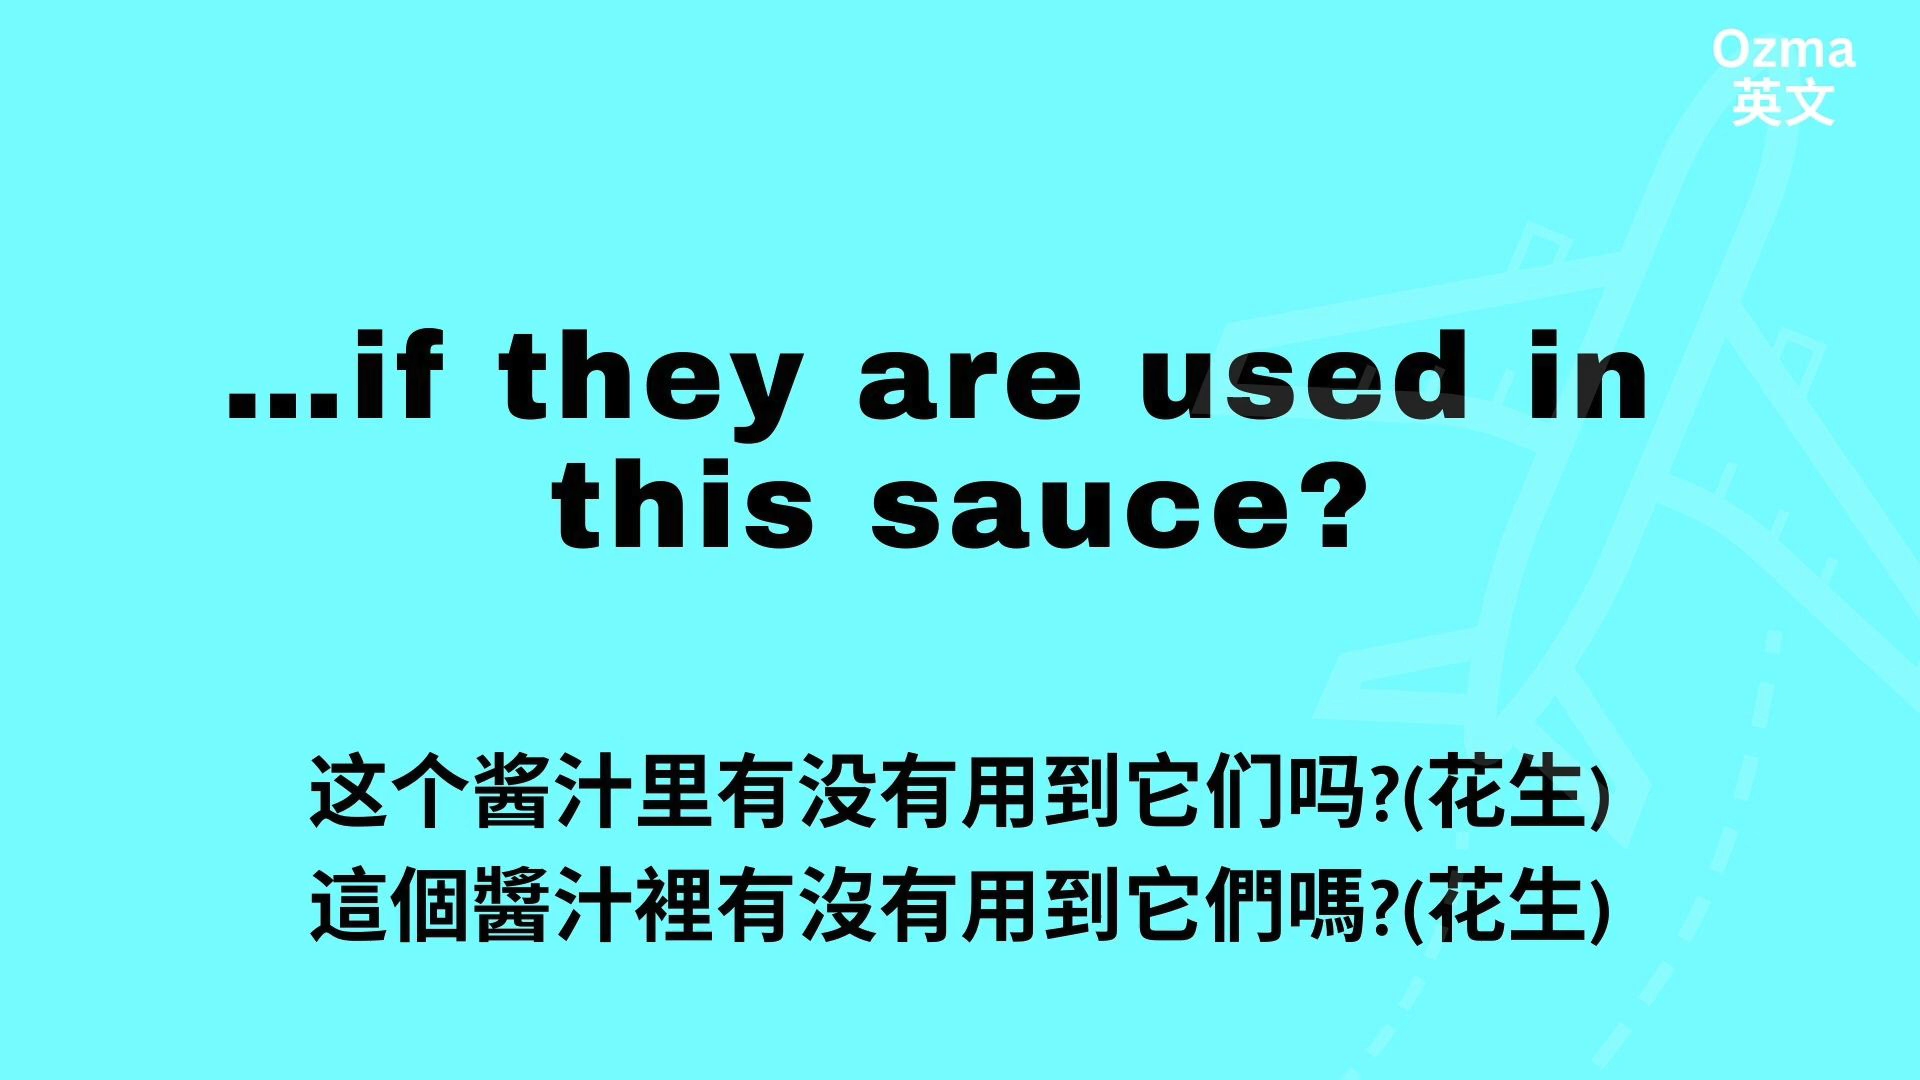 Ozma
英文
...if they are used in
this sauce?
这个酱汁里有没有用到它们吗?(花生)
這個醬汁裡有沒有用到它們嗎?(花生)